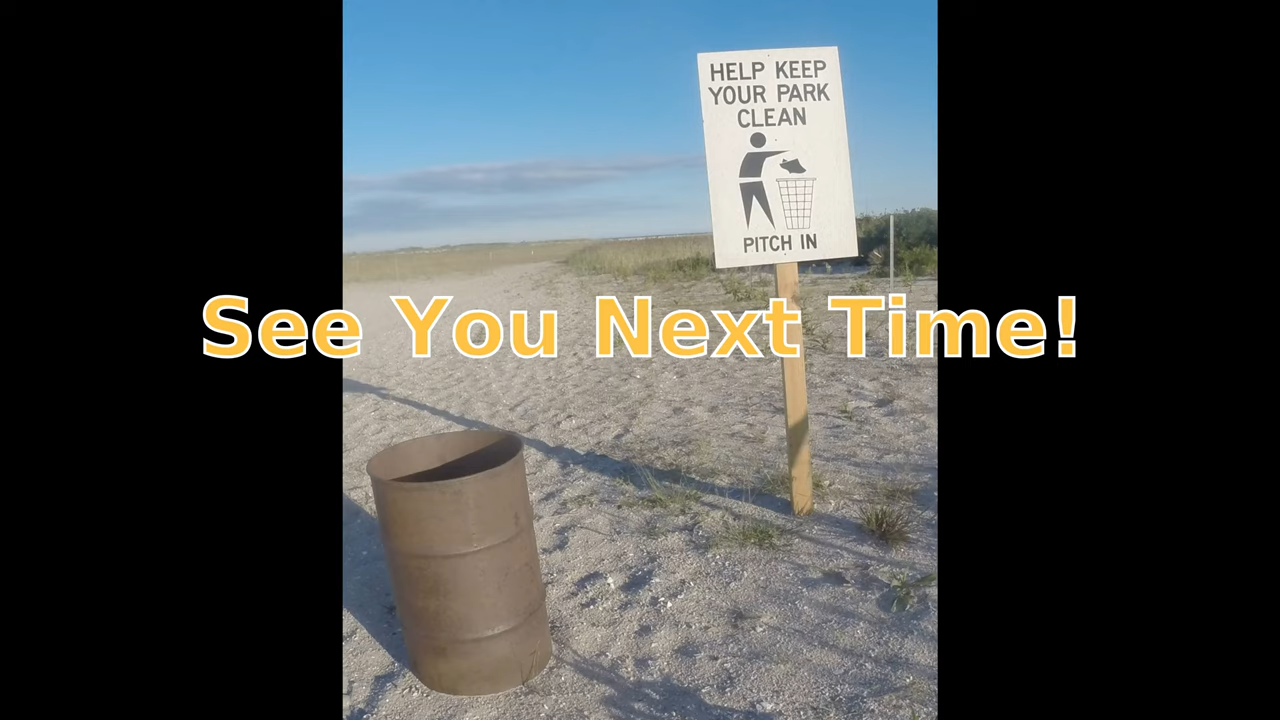 HELP KEEP
YOUR PARK
CLEAN
PITCH IN
See You Next Time!